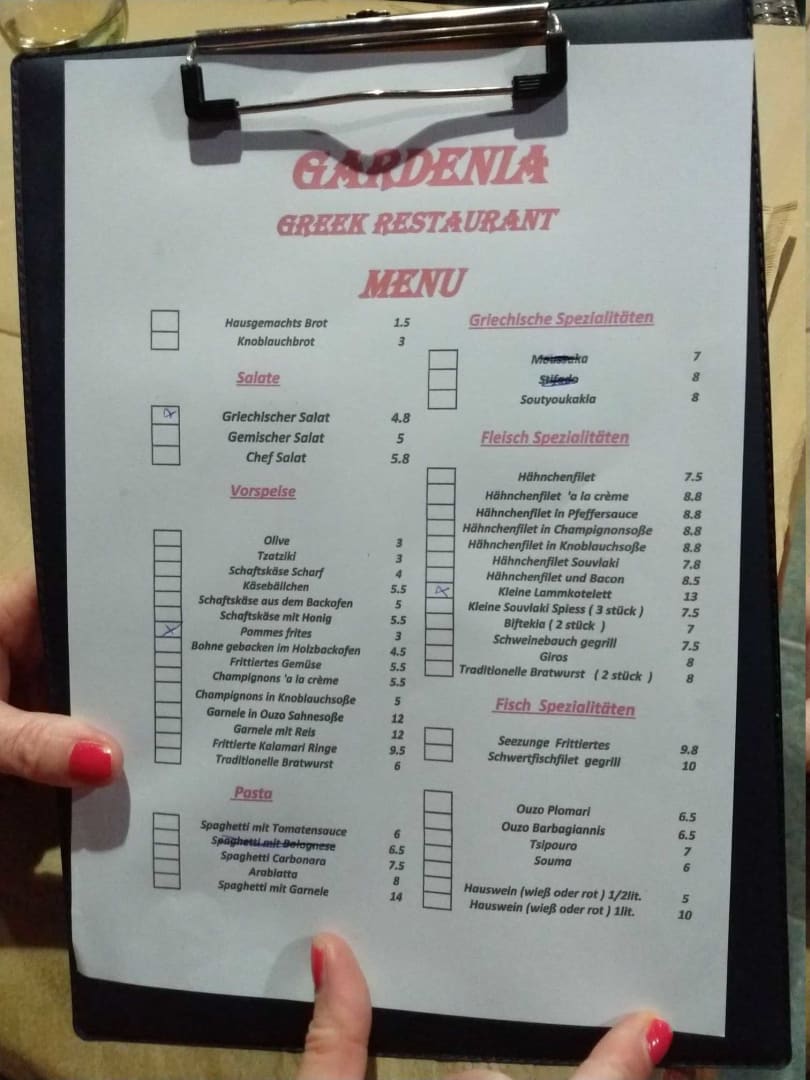 GARDENIA
GREEK RESTAURANT
MENU
Hausgemachts Brot 1.5
Knoblauchbrot 3
Salate
Griechischer Salat 4.8
Gemischer Salat 5
Chef Salat 5.8
Vorspeise
Olive 3
Tzatziki 3
Schaftskäse Scharf 4
Käsebällchen 5.5
Schaftskäse aus dem Backofen 5
Schaftskäse mit Honig 5.5
Pommes frites 3
Bohne gebacken im Holzbackofen 4.5
Frittiertes Gemüse 5.5
Champignons 'a la crème 5.5
Champignons in Knoblauchsoße 5
Garnele in Ouzo Sahnesoße 12
Garnele mit Reis 12
Frittierte Kalamari Ringe 9.5
Traditionelle Bratwurst 6
Pasta
Spaghetti mit Tomatensauce 6
Spaghetti mit Bolognese 6.5
Spaghetti Carbonara 7.5
Arabiatta 8
Spaghetti mit Garnele 14
Griechische Spezialitäten
Moussaka 7
Stifado 8
Soutyoukakia 8
Fleisch Spezialitäten
Hähnchenfilet 7.5
Hähnchenfilet 'a la crème 8.8
Hähnchenfilet in Pfeffersauce 8.8
Hähnchenfilet in Champignonsoße 8.8
Hähnchenfilet in Knoblauchsoße 8.8
Hähnchenfilet Souvlaki 7.8
Hähnchenfilet und Bacon 8.5
Kleine Lammkotelett 13
Kleine Souvlaki Spiess ( 3 stück ) 7.5
Biftekia ( 2 stück ) 7
Schweinebauch gegrill 7.5
Giros 8
Traditionelle Bratwurst ( 2 stück ) 8
Fisch Spezialitäten
Seezunge Frittiertes 9.8
Schwertfischfilet gegrill 10
Ouzo Plomari 6.5
Ouzo Barbagiannis 6.5
Tsipouro 7
Souma 6
Hauswein (wieß oder rot ) 1/2lit. 5
Hauswein (wieß oder rot ) 1lit. 10